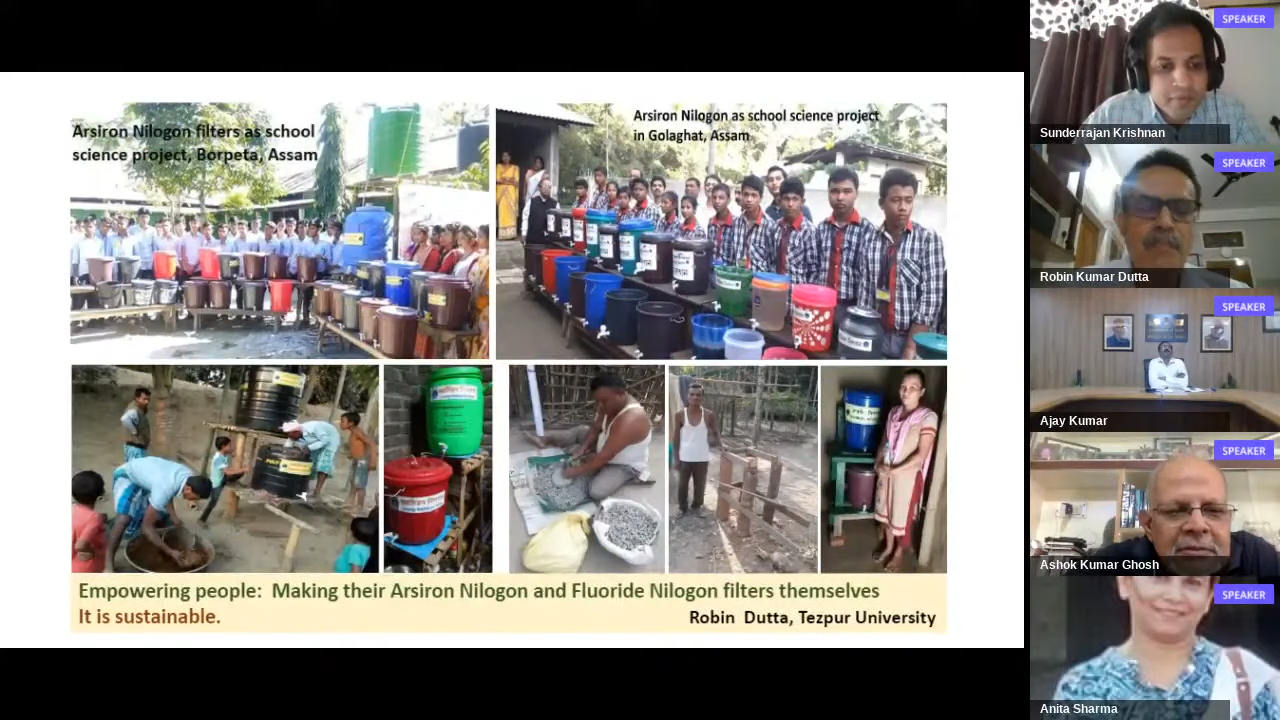 Arsiron Nilogon filters as school
science project, Borpeta, Assam
Arsiron Nilogon as school science project
in Golaghat, Assam
Empowering people: Making their Arsiron Nilogon and Fluoride Nilogon filters themselves
It is sustainable.
Robin Dutta, Tezpur University
SPEAKER
Sunderrajan Krishnan
SPEAKER
Robin Kumar Dutta
SPEAKER
Ajay Kumar
SPEAKER
Ashok Kumar Ghosh
SPEAKER
Anita Sharma